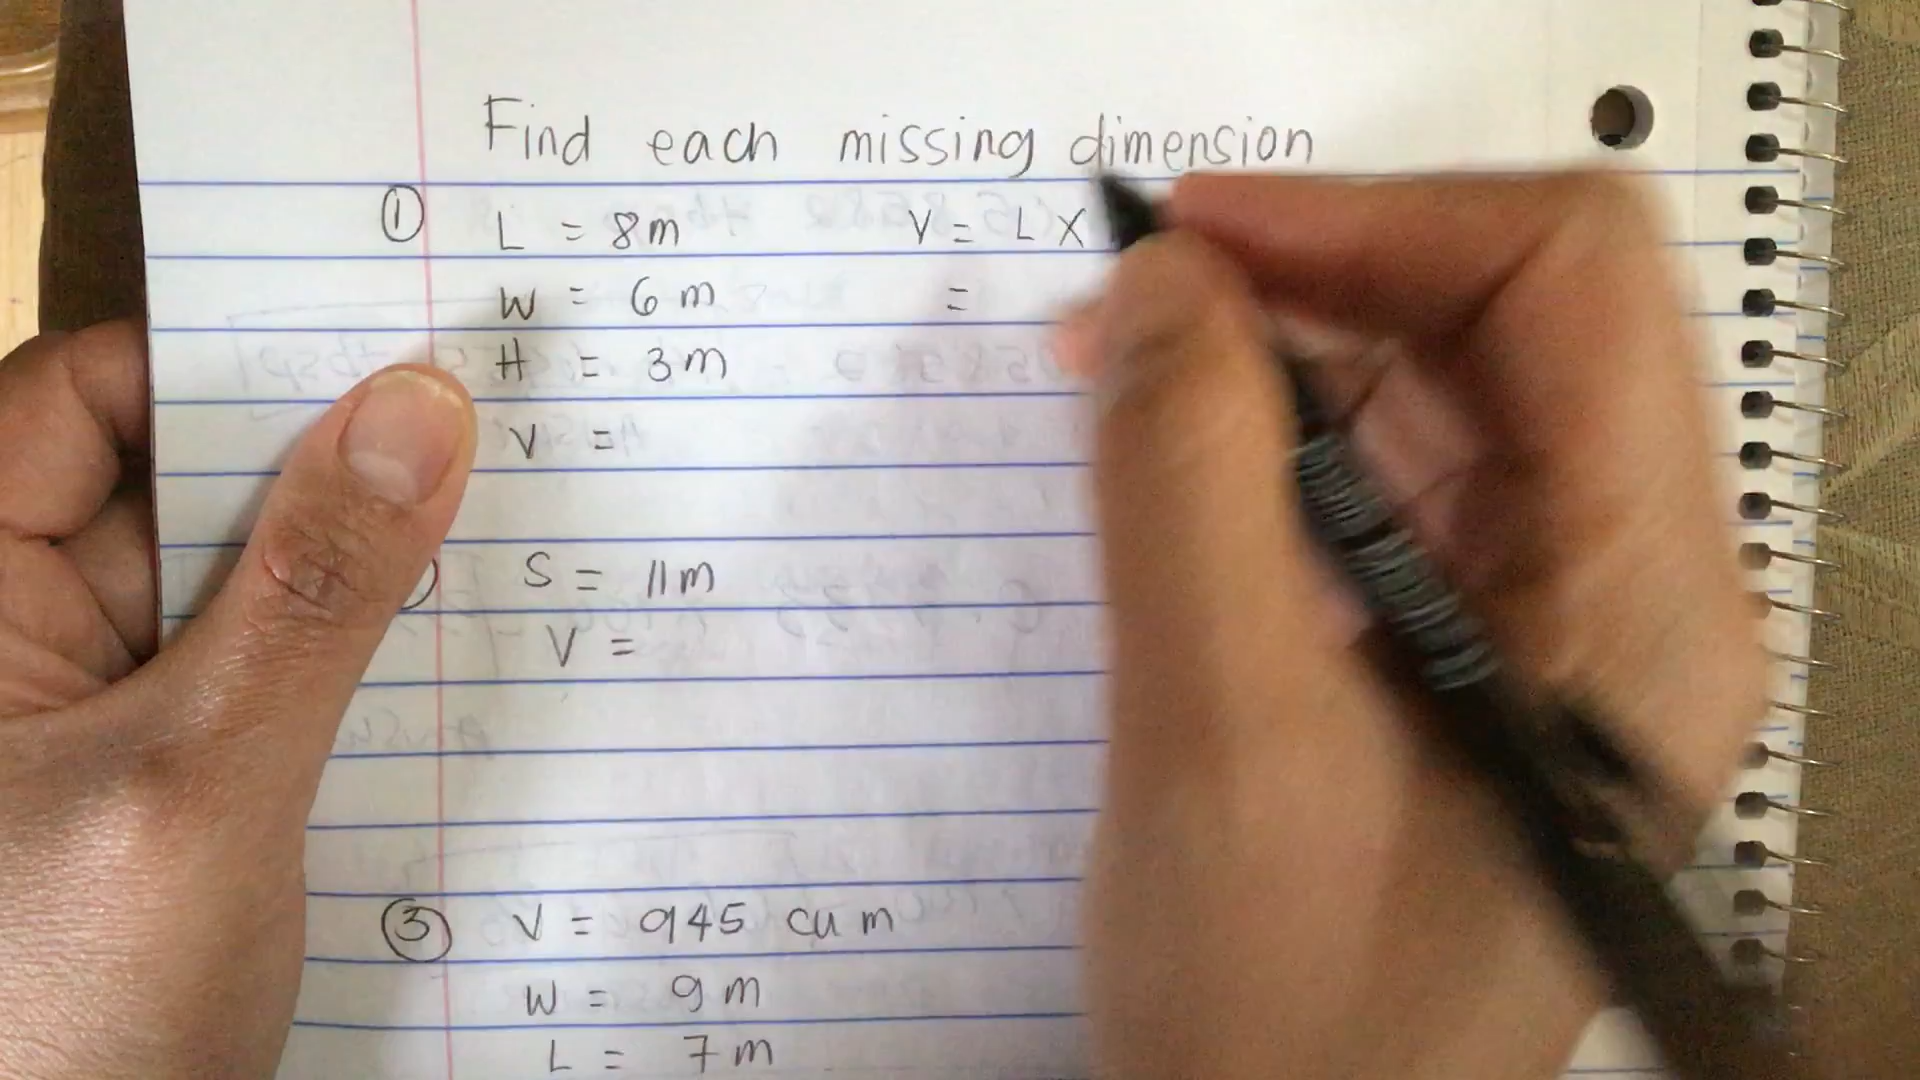 Find each missing dimension
① L = 8m V = L X
W = 6 m =
H = 3m
V =
S = 11m
V =
③ V = 945 cu m
W = 9 m
L = 7 m